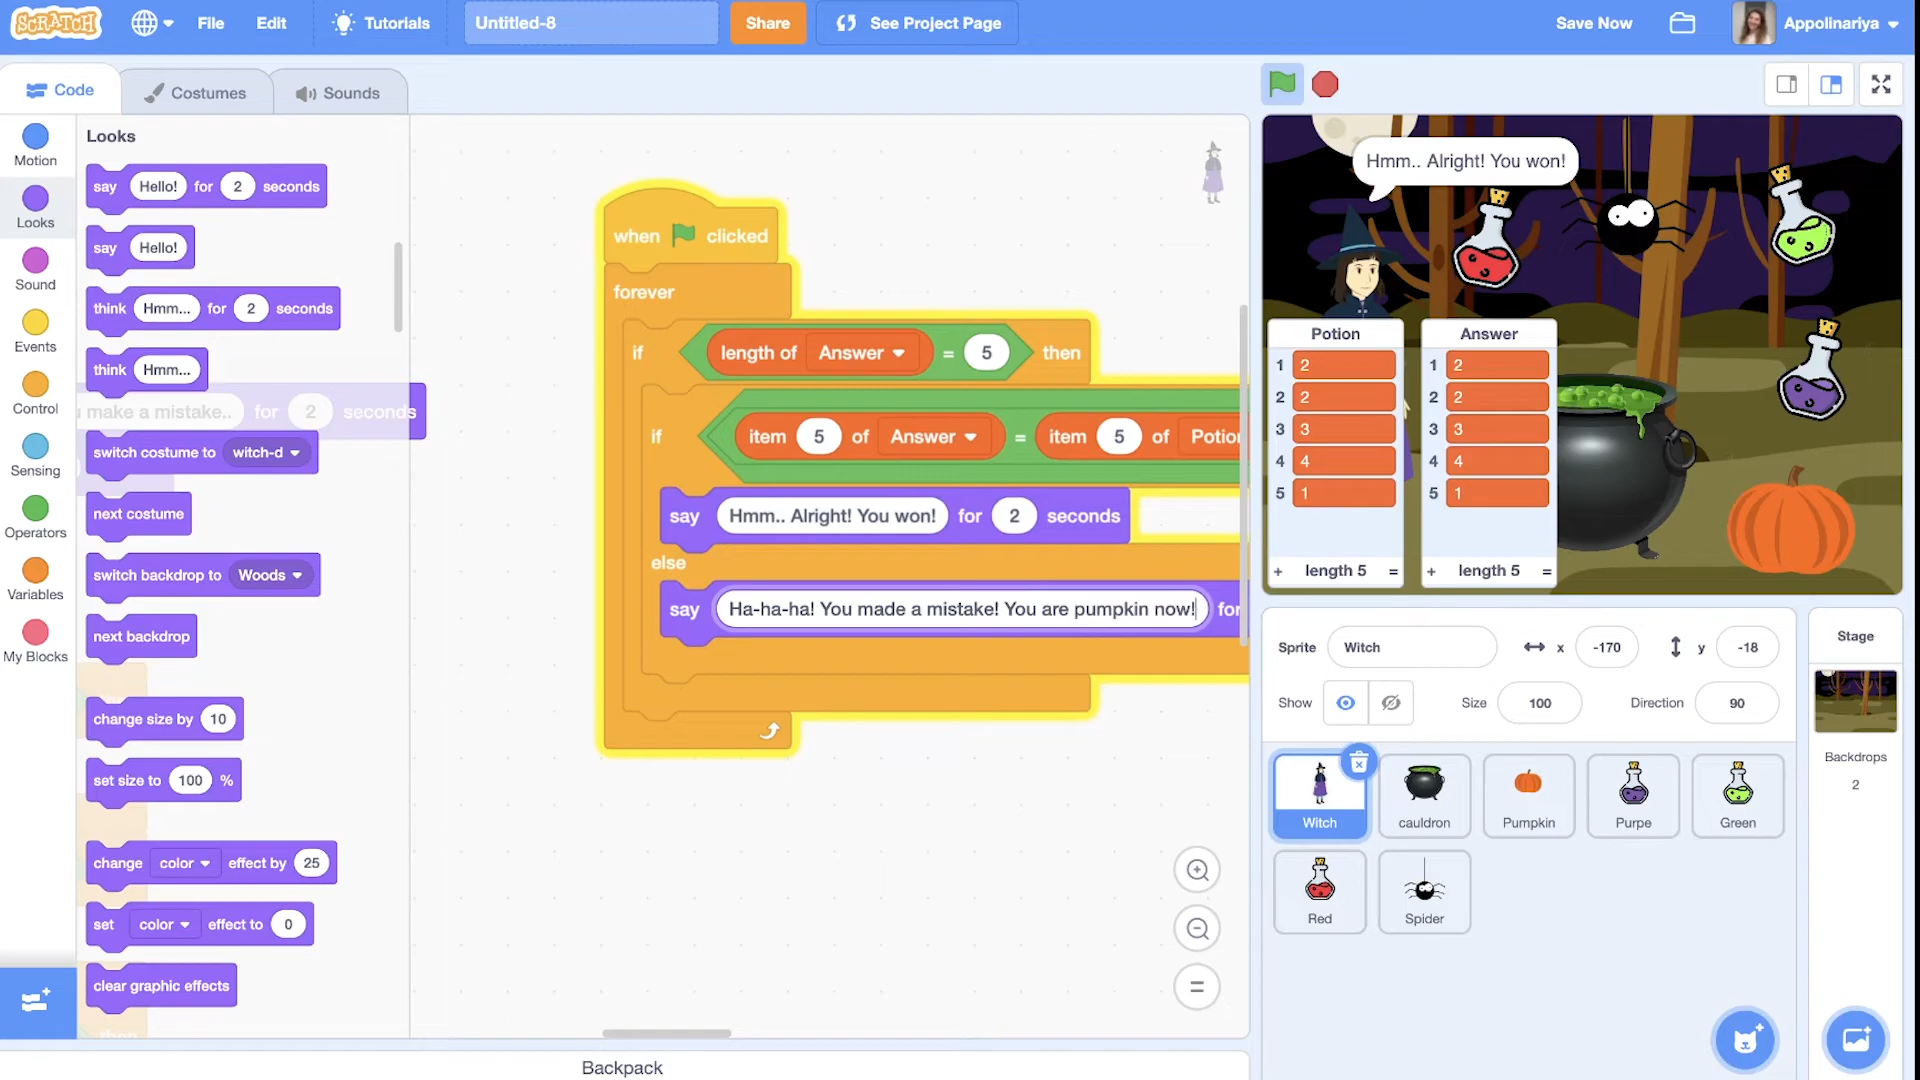 SCRATCH
File
Edit
Tutorials
Untitled-8
Share
See Project Page
Save Now
Appolinariya
Code
Costumes
Sounds
Motion
Looks
Sound
Events
Control
Sensing
Operators
Variables
My Blocks
Looks
say Hello! for 2 seconds
say Hello!
think Hmm... for 2 seconds
think Hmm...
make a mistake.. for 2 seconds
switch costume to witch-d
next costume
switch backdrop to Woods
next backdrop
change size by 10
set size to 100 %
change color effect by 25
set color effect to 0
clear graphic effects
then
when clicked
forever
if length of Answer = 5 then
if item 5 of Answer = item 5 of Potion
say Hmm.. Alright! You won! for 2 seconds
else
say Ha-ha-ha! You made a mistake! You are pumpkin now! for
Backpack
Hmm.. Alright! You won!
Potion
1 2
2 2
3 3
4 4
5 1
+ length 5 =
Answer
1 2
2 2
3 3
4 4
5 1
+ length 5 =
Sprite Witch x -170 y -18
Show Size 100 Direction 90
Witch
cauldron
Pumpkin
Purpe
Green
Red
Spider
Stage
Backdrops
2